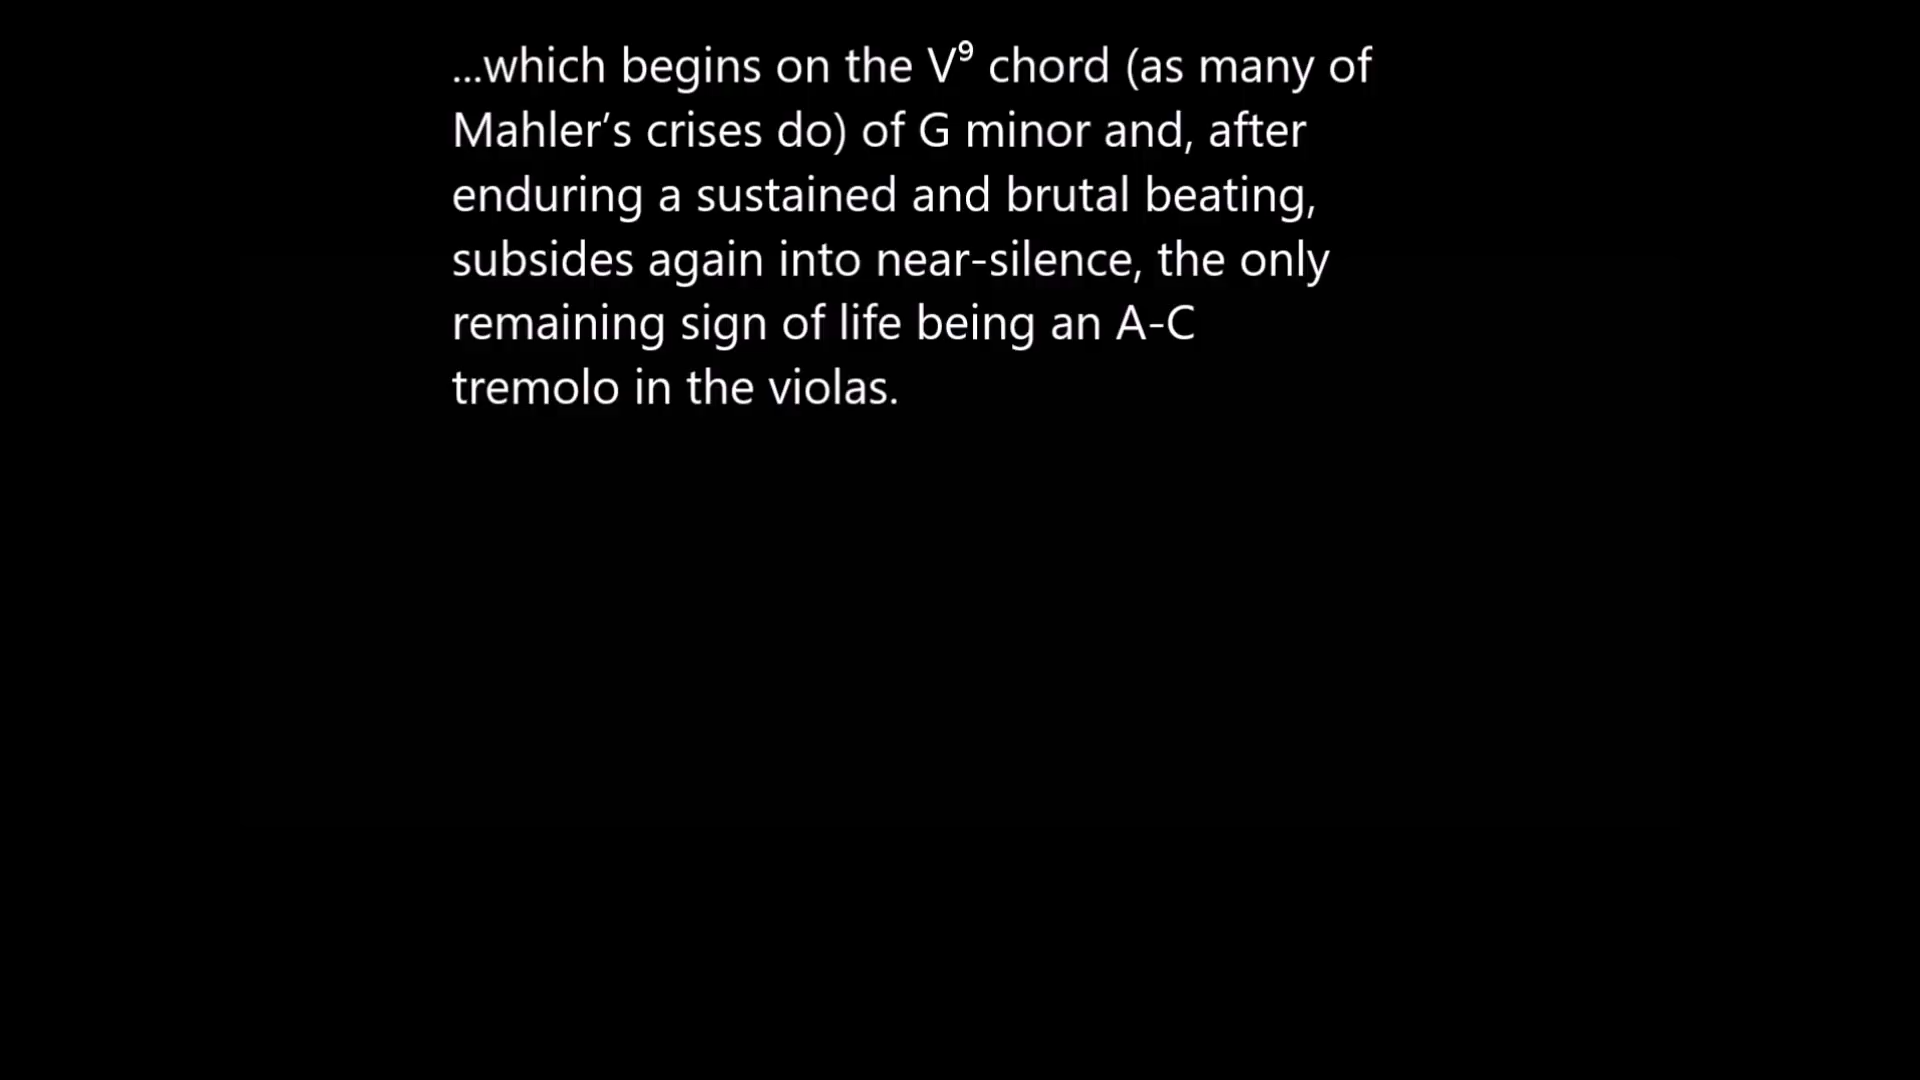 ...which begins on the V⁹ chord (as many of
Mahler’s crises do) of G minor and, after
enduring a sustained and brutal beating,
subsides again into near-silence, the only
remaining sign of life being an A-C
tremolo in the violas.